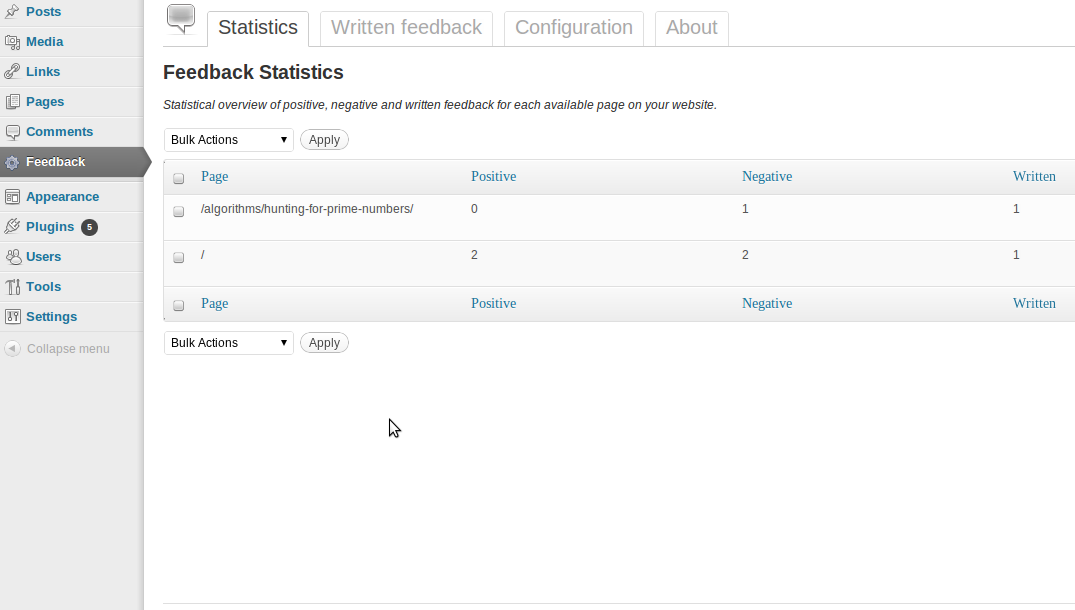 Posts
Media
Links
Pages
Comments
Feedback
Appearance
Plugins 5
Users
Tools
Settings
Collapse menu
Statistics Written feedback Configuration About
Feedback Statistics
Statistical overview of positive, negative and written feedback for each available page on your website.
Bulk Actions Apply
Page Positive Negative Written
/algorithms/hunting-for-prime-numbers/ 0 1 1
/ 2 2 1
Page Positive Negative Written
Bulk Actions Apply